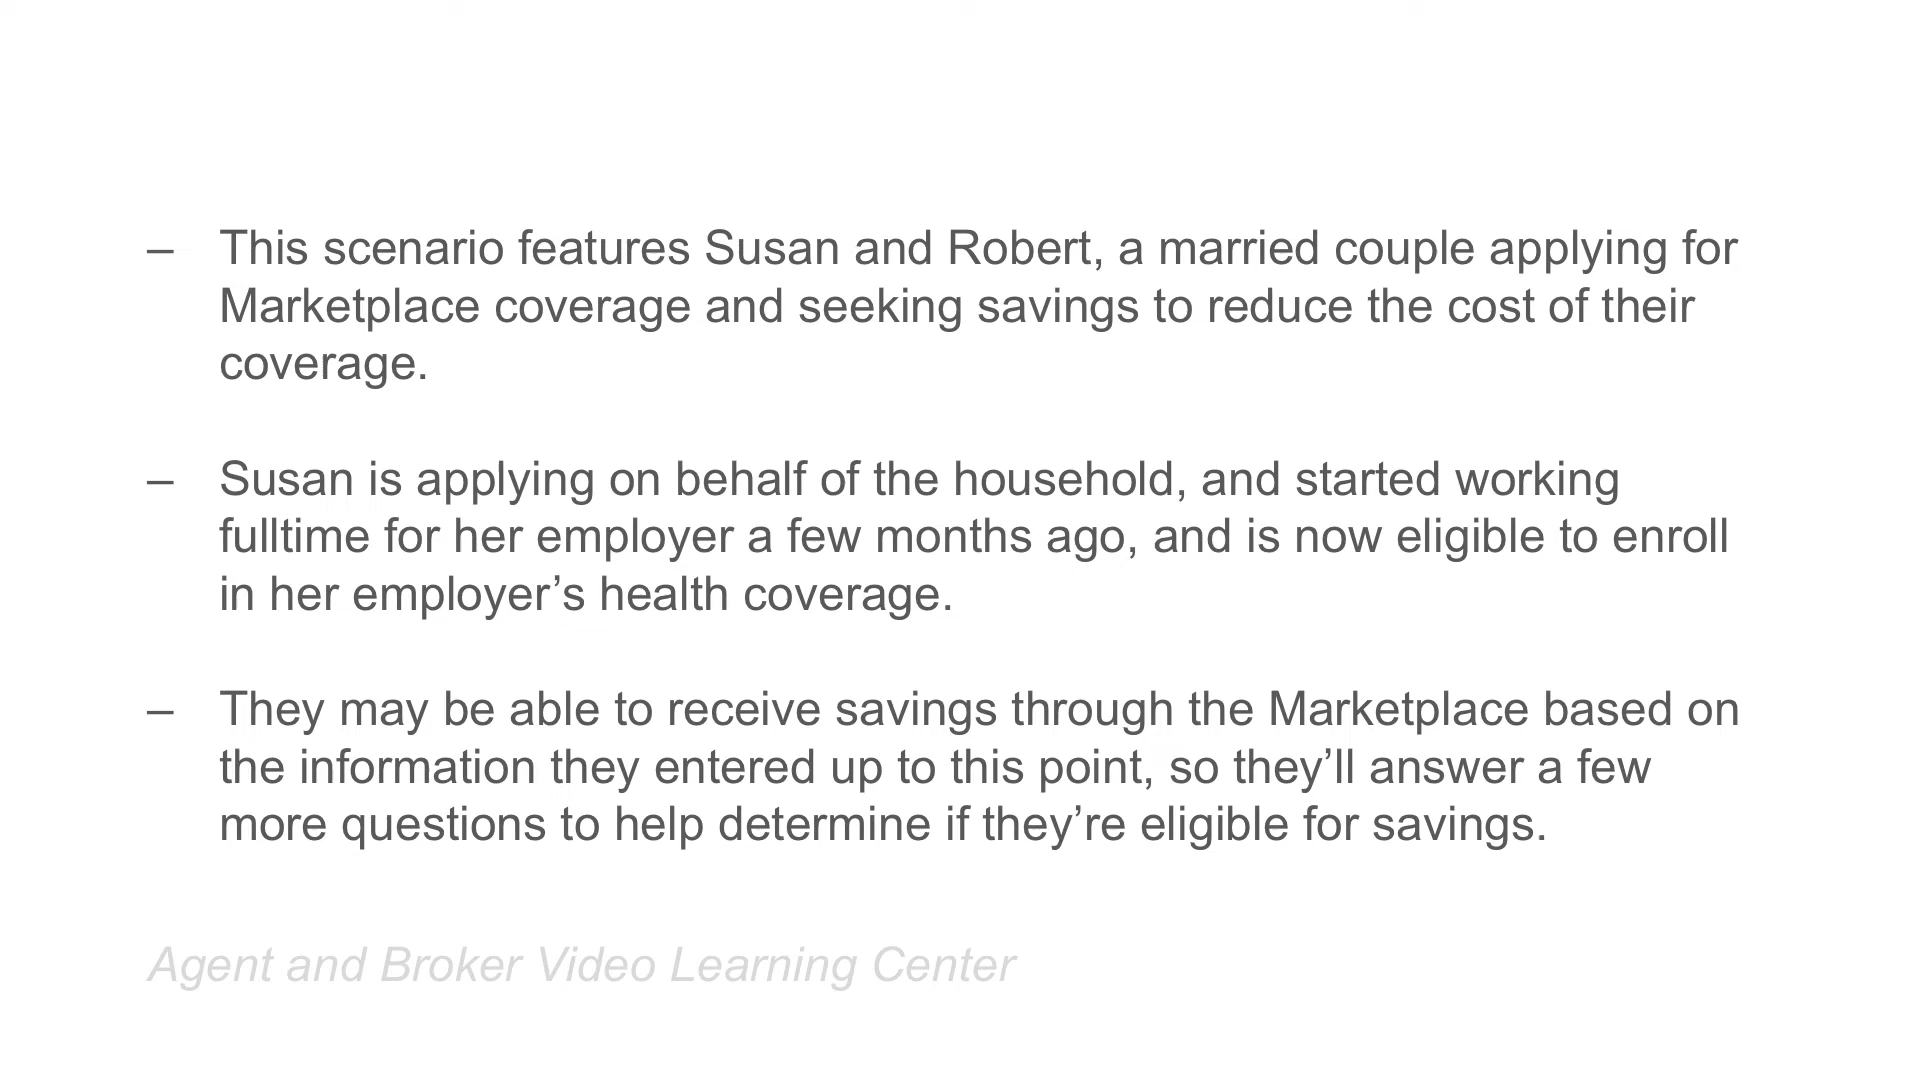 – This scenario features Susan and Robert, a married couple applying for
Marketplace coverage and seeking savings to reduce the cost of their
coverage.
– Susan is applying on behalf of the household, and started working
fulltime for her employer a few months ago, and is now eligible to enroll
in her employer’s health coverage.
– They may be able to receive savings through the Marketplace based on
the information they entered up to this point, so they’ll answer a few
more questions to help determine if they’re eligible for savings.
Agent and Broker Video Learning Center